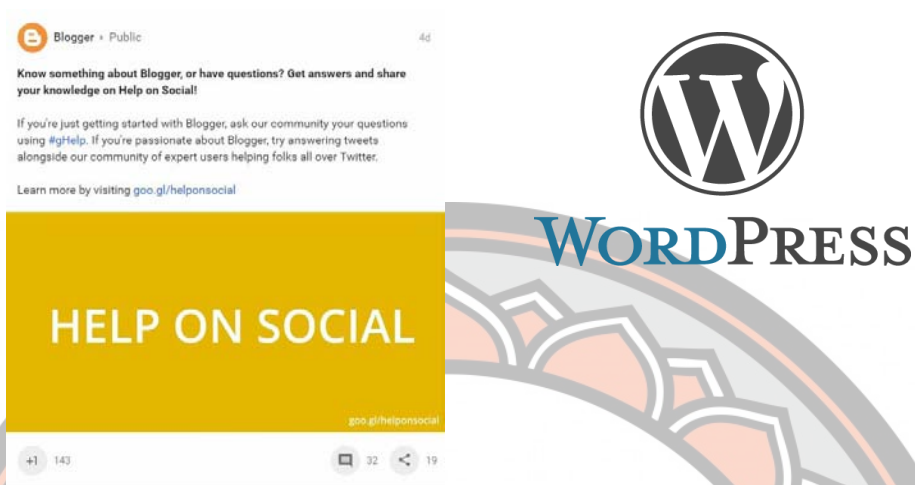 Blogger • Public
4d
Know something about Blogger, or have questions? Get answers and share
your knowledge on Help on Social!
If you're just getting started with Blogger, ask our community your questions
using #gHelp. If you're passionate about Blogger, try answering tweets
alongside our community of expert users helping folks all over Twitter.
Learn more by visiting goo.gl/helponsocial
HELP ON SOCIAL
goo.gl/helponsocial
+1 143
32
19
W
WORDPRESS